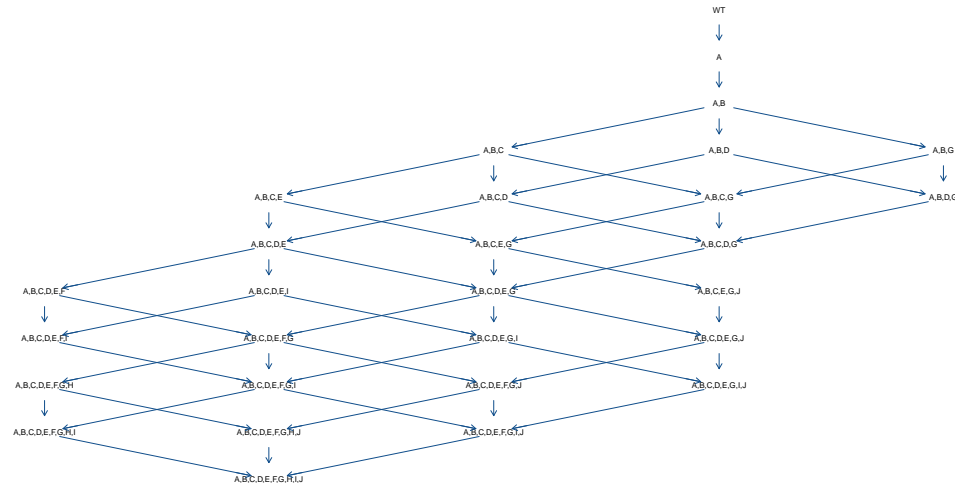 WT
A
A,B
A,B,C
A,B,D
A,B,G
A,B,C,E
A,B,C,D
A,B,C,G
A,B,D,G
A,B,C,D,E
A,B,C,E,G
A,B,C,D,G
A,B,C,D,E,F
A,B,C,D,E,I
A,B,C,D,E,G
A,B,C,E,G,J
A,B,C,D,E,F,I
A,B,C,D,E,F,G
A,B,C,D,E,G,I
A,B,C,D,E,G,J
A,B,C,D,E,F,G,H
A,B,C,D,E,F,G,I
A,B,C,D,E,F,G,J
A,B,C,D,E,G,I,J
A,B,C,D,E,F,G,H,I
A,B,C,D,E,F,G,H,J
A,B,C,D,E,F,G,I,J
A,B,C,D,E,F,G,H,I,J